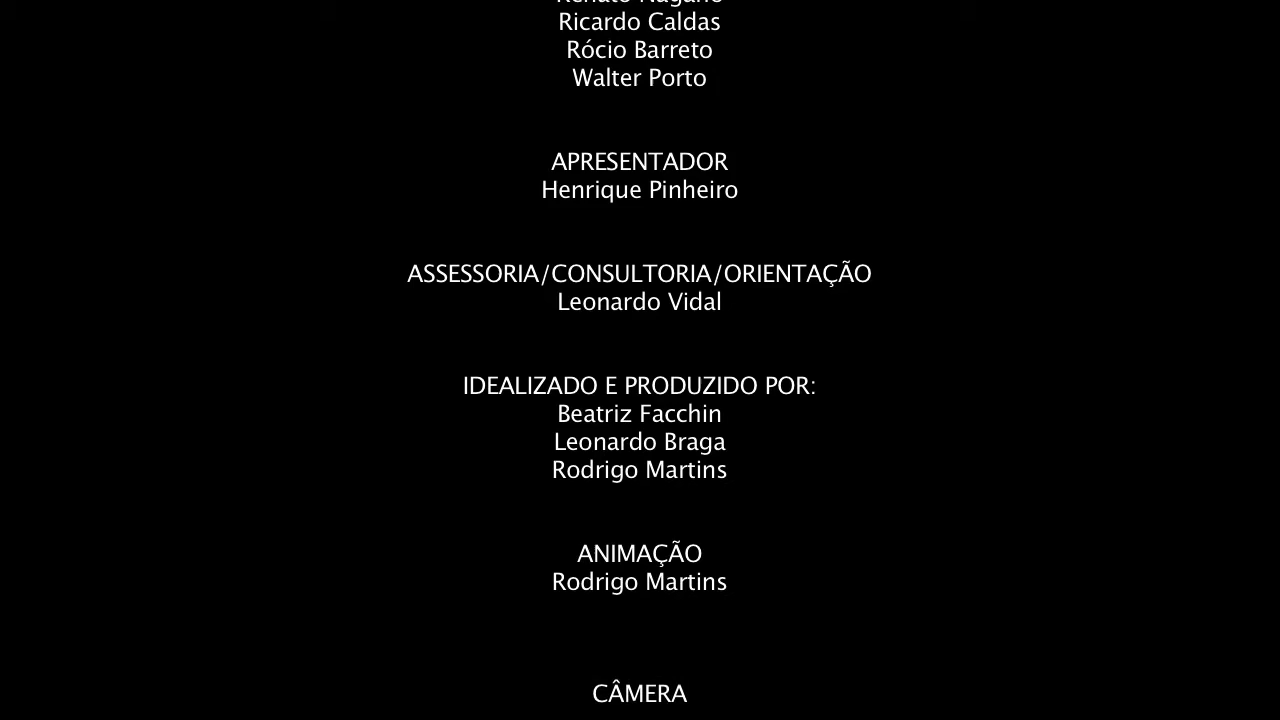 Ricardo Caldas
Rócio Barreto
Walter Porto
APRESENTADOR
Henrique Pinheiro
ASSESSORIA/CONSULTORIA/ORIENTAÇÃO
Leonardo Vidal
IDEALIZADO E PRODUZIDO POR:
Beatriz Facchin
Leonardo Braga
Rodrigo Martins
ANIMAÇÃO
Rodrigo Martins
CÂMERA